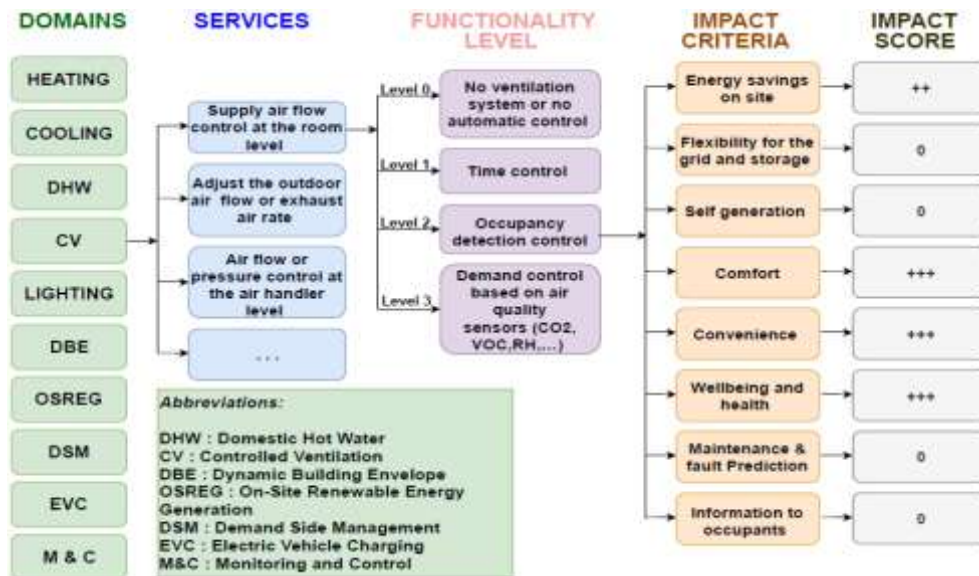 DOMAINS
SERVICES
FUNCTIONALITY
LEVEL
IMPACT
CRITERIA
IMPACT
SCORE
HEATING
COOLING
DHW
CV
LIGHTING
DBE
OSREG
DSM
EVC
M & C
Supply air flow
control at the room
level
Adjust the outdoor
air flow or exhaust
air rate
Air flow or
pressure control at
the air handler
level
...
Level 0
No ventilation
system or no
automatic control
Level 1
Time control
Level 2
Occupancy
detection control
Level 3
Demand control
based on air
quality
sensors (CO2,
VOC,RH,...)
Energy savings
on site
++
Flexibility for the
grid and storage
0
Self generation
0
Comfort
+++
Convenience
+++
Wellbeing and
health
+++
Maintenance &
fault Prediction
0
Information to
occupants
0
Abbreviations:
DHW : Domestic Hot Water
CV : Controlled Ventilation
DBE : Dynamic Building Envelope
OSREG : On-Site Renewable Energy
Generation
DSM : Demand Side Management
EVC : Electric Vehicle Charging
M&C : Monitoring and Control